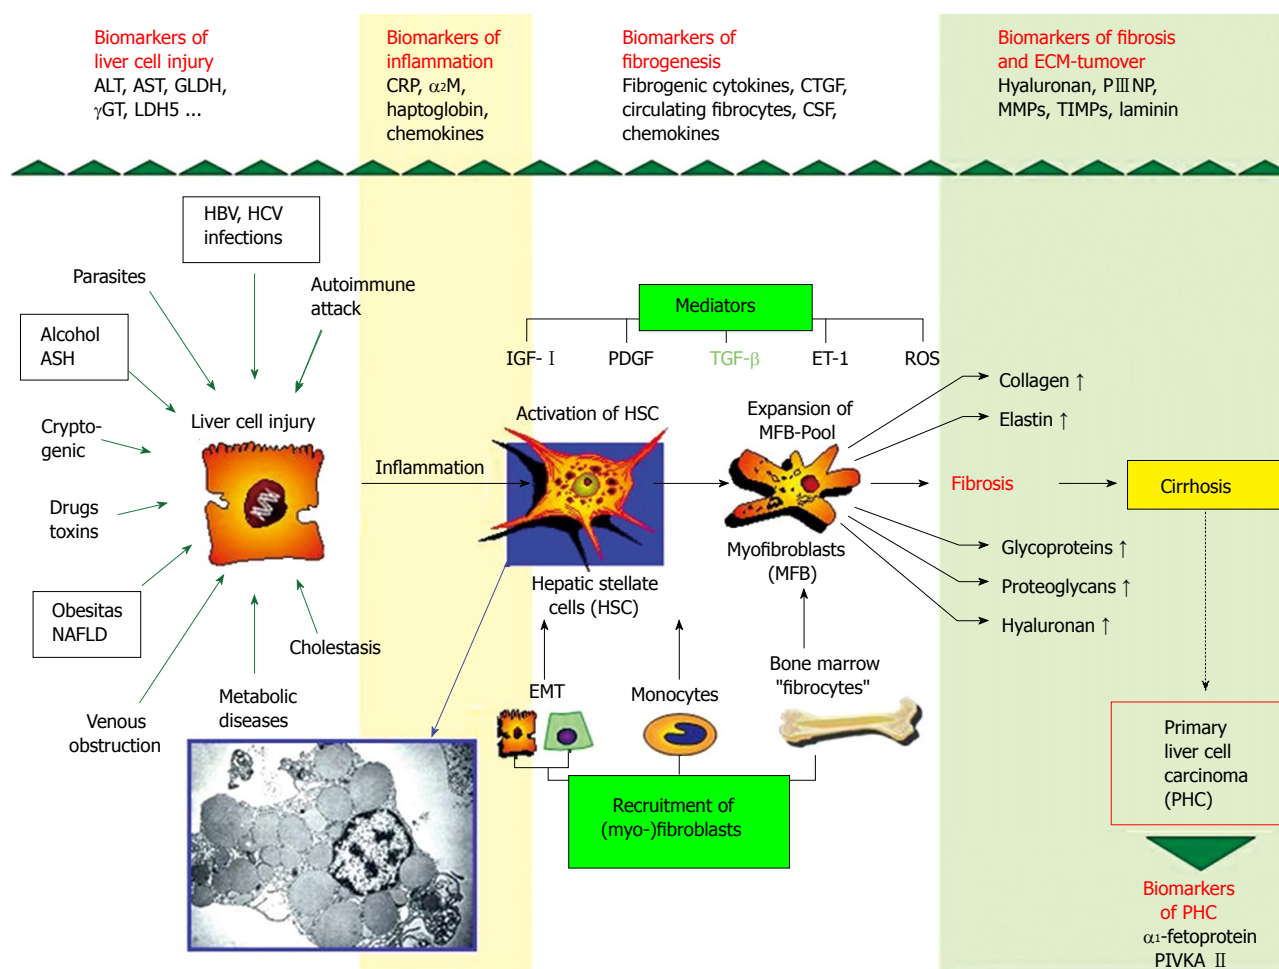 Biomarkers of
liver cell injury
ALT, AST, GLDH,
γGT, LDH5 ...
Biomarkers of
inflammation
CRP, α2M,
haptoglobin,
chemokines
Biomarkers of
fibrogenesis
Fibrogenic cytokines, CTGF,
circulating fibrocytes, CSF,
chemokines
Biomarkers of fibrosis
and ECM-tumover
Hyaluronan, PⅢNP,
MMPs, TIMPs, laminin
HBV, HCV
infections
Parasites
Autoimmune
attack
Alcohol
ASH
Crypto-
genic
Drugs
toxins
Obesitas
NAFLD
Venous
obstruction
Metabolic
diseases
Cholestasis
Liver cell injury
Inflammation
Mediators
IGF-Ⅰ
PDGF
TGF-β
ET-1
ROS
Activation of HSC
Hepatic stellate
cells (HSC)
Expansion of
MFB-Pool
Myofibroblasts
(MFB)
EMT
Monocytes
Bone marrow
"fibrocytes"
Recruitment of
(myo-)fibroblasts
Collagen ↑
Elastin ↑
Fibrosis
Glycoproteins ↑
Proteoglycans ↑
Hyaluronan ↑
Cirrhosis
Primary
liver cell
carcinoma
(PHC)
Biomarkers
of PHC
α1-fetoprotein
PIVKA Ⅱ